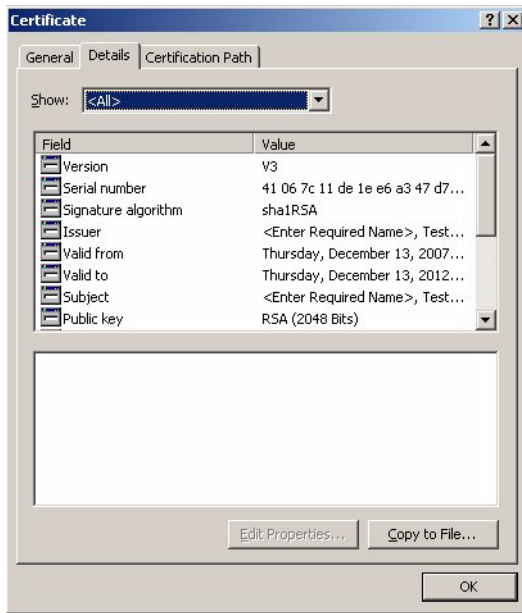 Certificate
General Details Certification Path
Show: <All>
Field Value
Version V3
Serial number 41 06 7c 11 de 1e e6 a3 47 d7...
Signature algorithm sha1RSA
Issuer <Enter Required Name>, Test...
Valid from Thursday, December 13, 2007...
Valid to Thursday, December 13, 2012...
Subject <Enter Required Name>, Test...
Public key RSA (2048 Bits)
Edit Properties... Copy to File...
OK